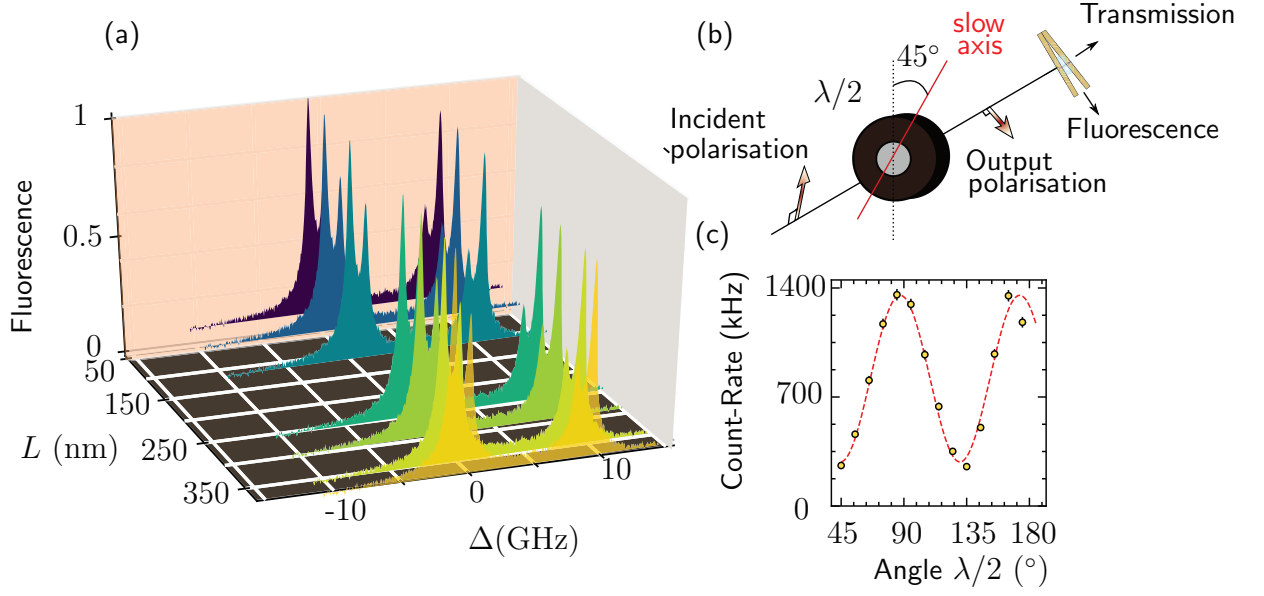 (a)
Fluorescence
1
0.5
0
50
150
250
350
L (nm)
-10
0
10
Δ(GHz)
(b)
Incident
polarisation
λ/2
45°
slow
axis
Transmission
Fluorescence
Output
polarisation
(c)
Count-Rate (kHz)
1400
700
0
45
90
135
180
Angle λ/2 (°)